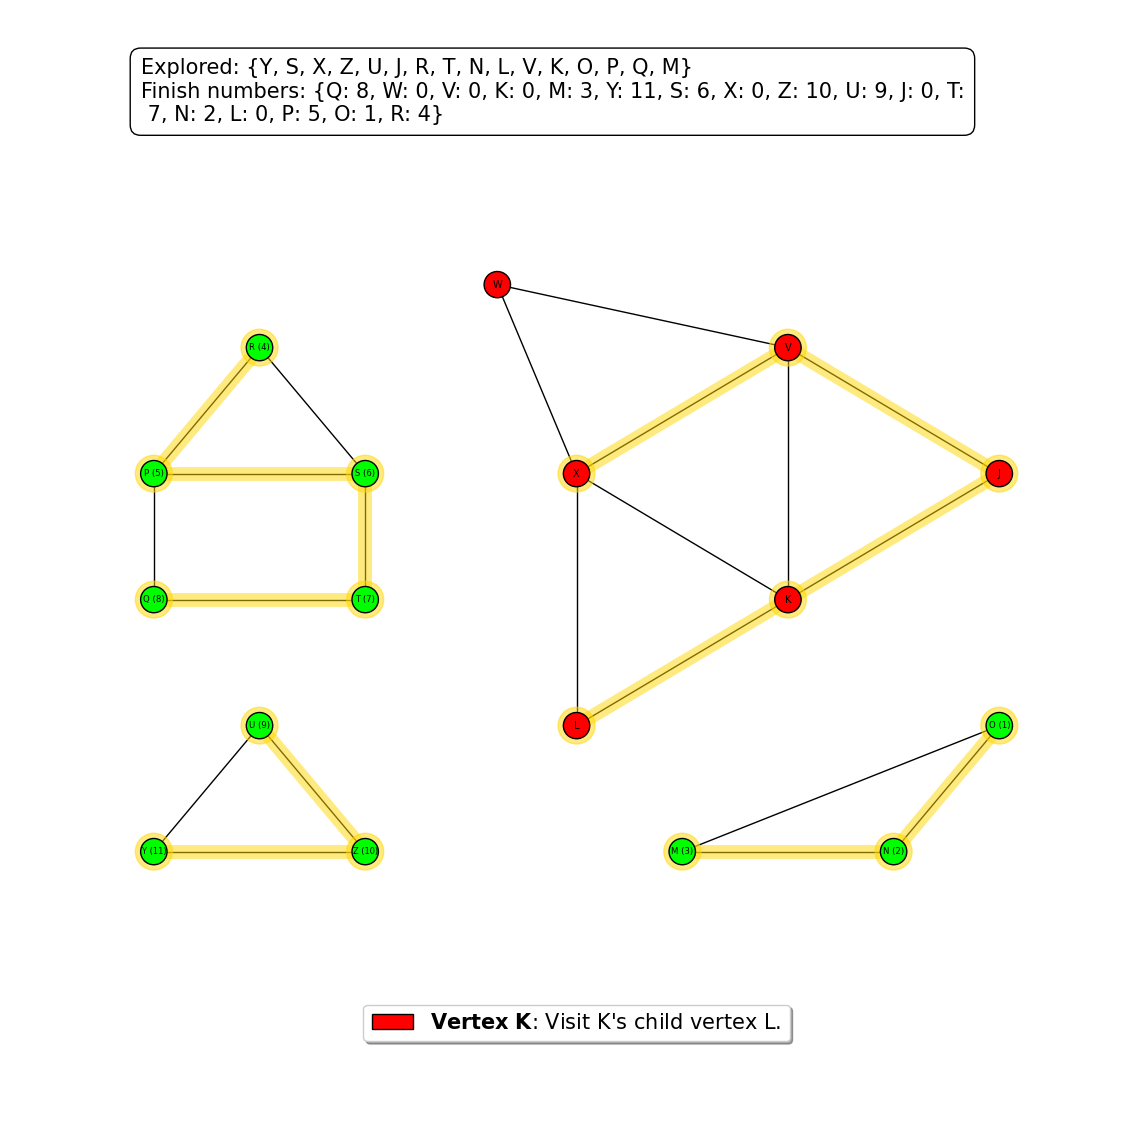 Explored: {Y, S, X, Z, U, J, R, T, N, L, V, K, O, P, Q, M}
Finish numbers: {Q: 8, W: 0, V: 0, K: 0, M: 3, Y: 11, S: 6, X: 0, Z: 10, U: 9, J: 0, T:
7, N: 2, L: 0, P: 5, O: 1, R: 4}
W
R (4)
V
P (5)
S (6)
X
J
Q (8)
T (7)
K
U (9)
L
O (1)
Y (11)
Z (10)
M (3)
N (2)
Vertex K: Visit K's child vertex L.